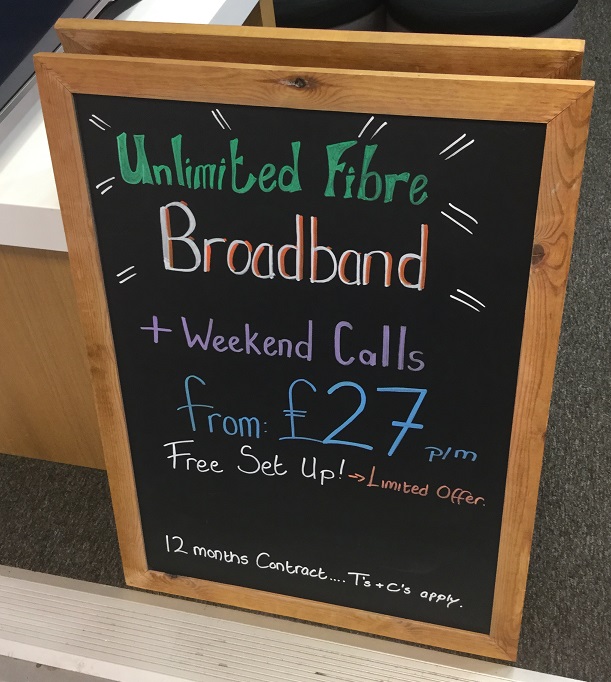 Unlimited Fibre
Broadband
+ Weekend Calls
from: £27 p/m
Free Set Up! → Limited Offer.
12 months Contract.... T's + C's apply.